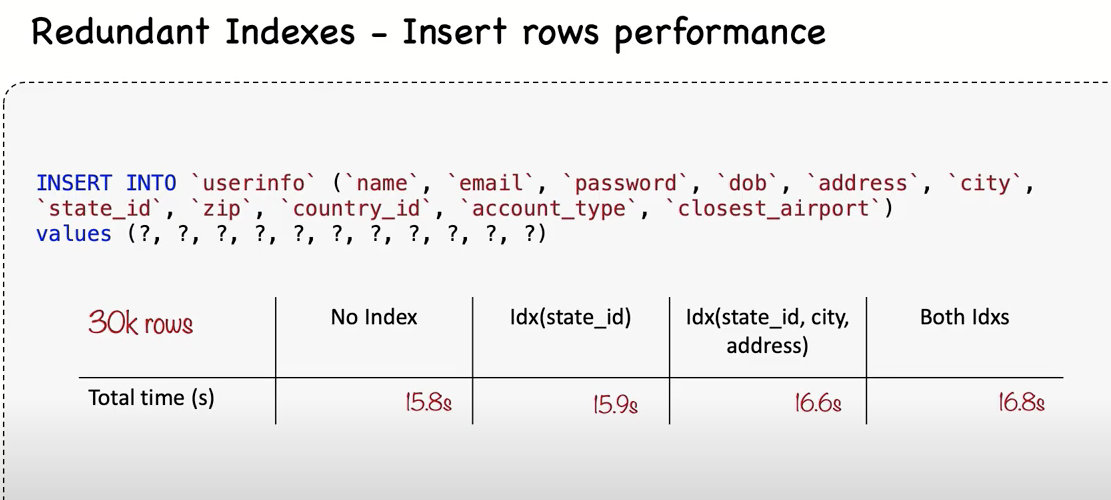 Redundant Indexes - Insert rows performance
INSERT INTO `userinfo` (`name`, `email`, `password`, `dob`, `address`, `city`,
`state_id`, `zip`, `country_id`, `account_type`, `closest_airport`)
values (?, ?, ?, ?, ?, ?, ?, ?, ?, ?, ?)
30k rows No Index Idx(state_id) Idx(state_id, city, Both Idxs
address)
Total time (s) 15.8s 15.9s 16.6s 16.8s